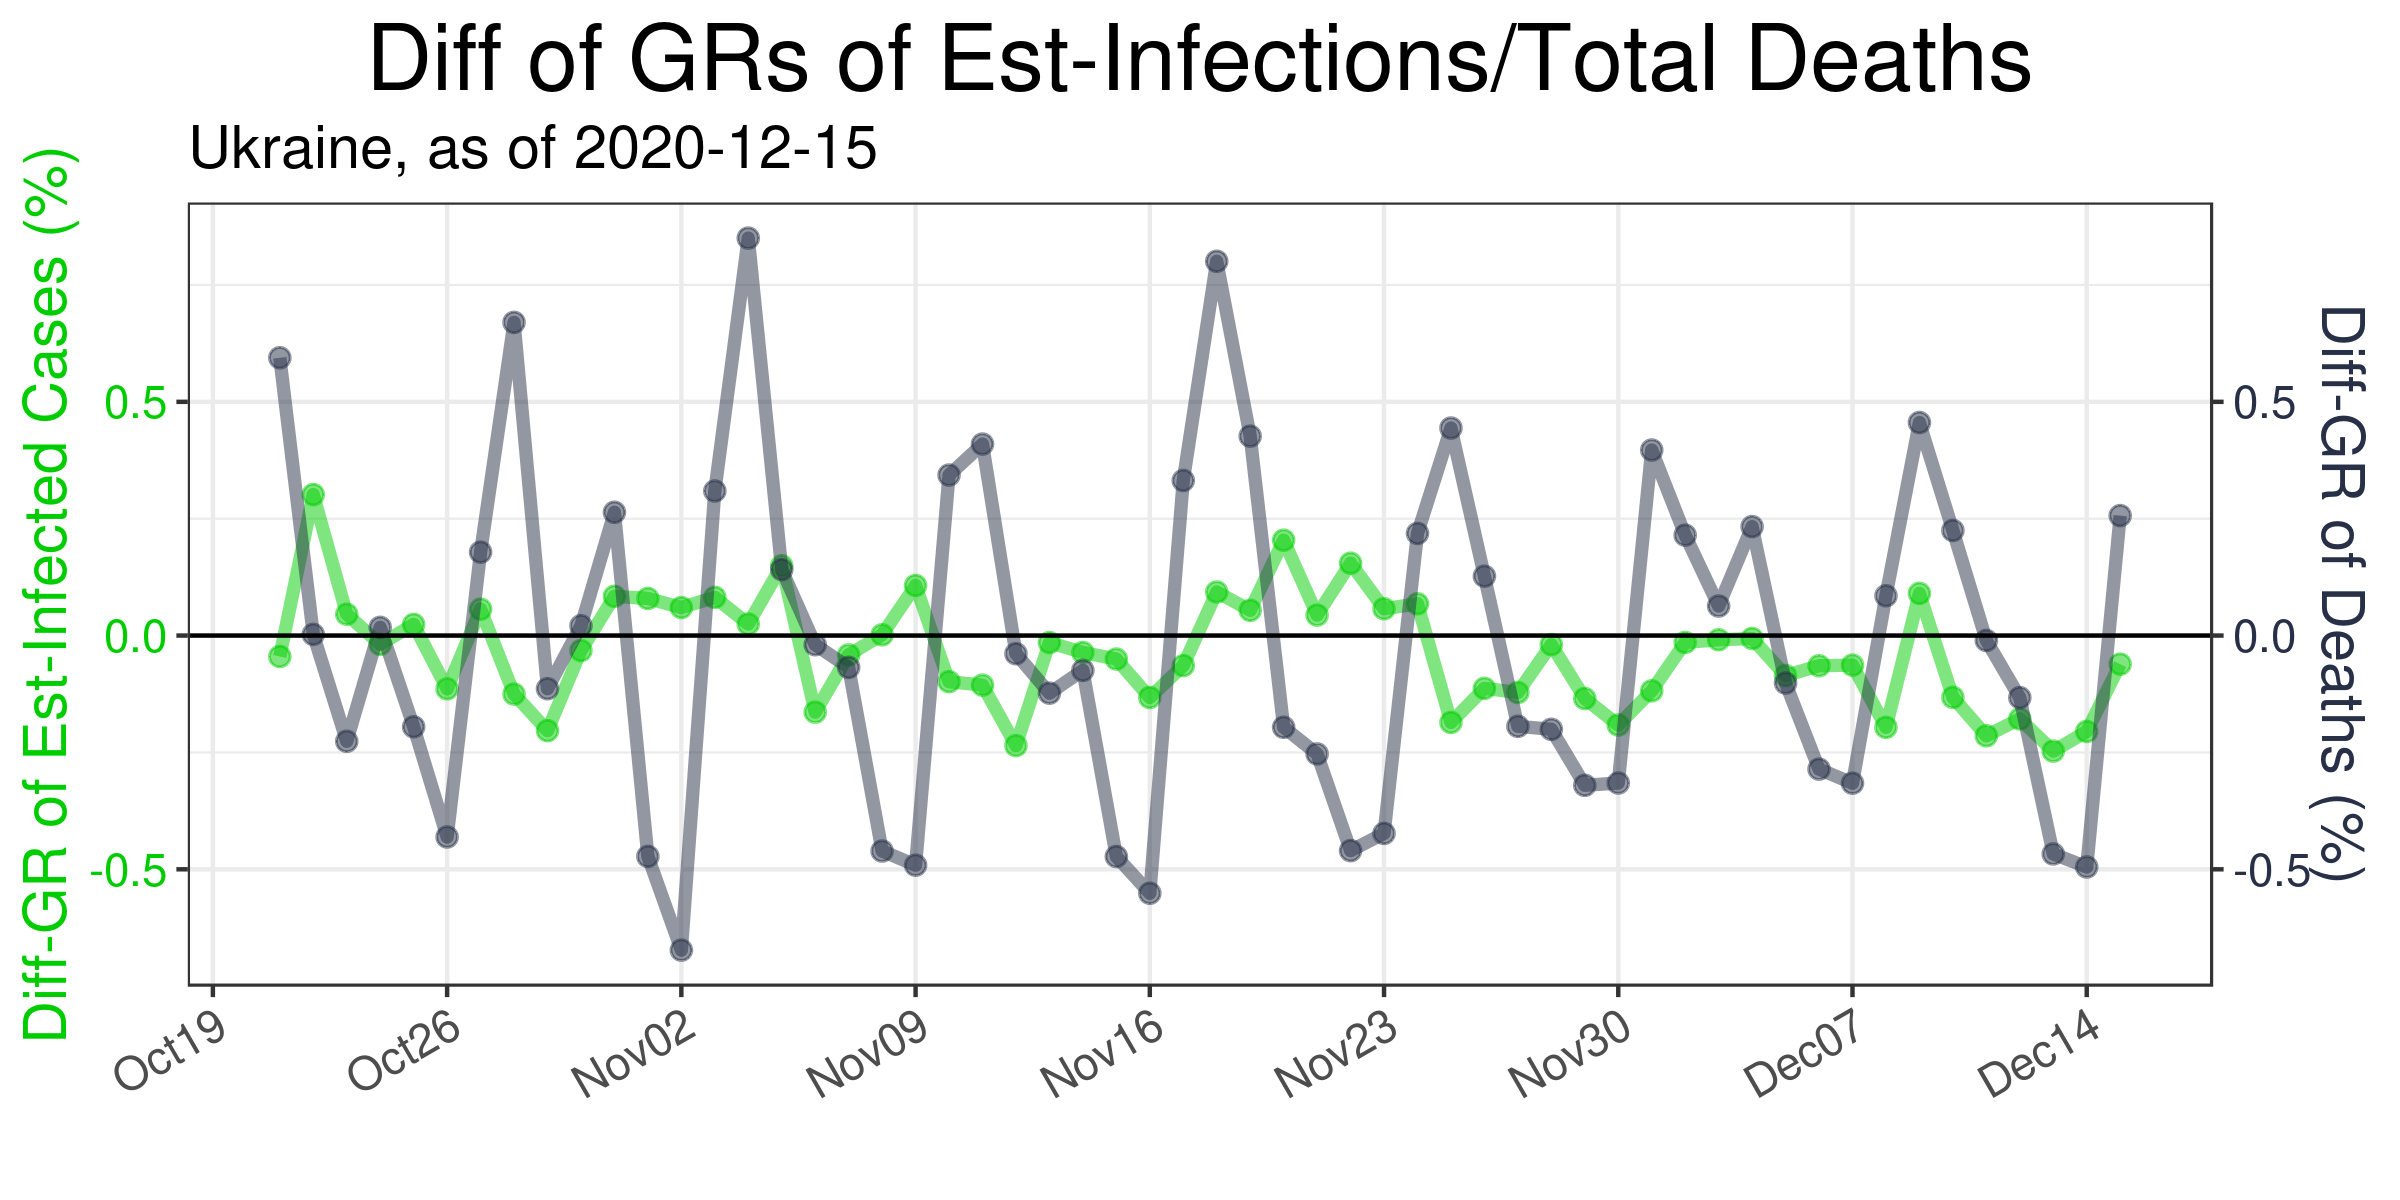 Diff of GRs of Est-Infections/Total Deaths
Ukraine, as of 2020-12-15
Diff-GR of Est-Infected Cases (%)
0.5
0.0
-0.5
0.5
0.0
-0.5
Diff-GR of Deaths (%)
Oct19
Oct26
Nov02
Nov09
Nov16
Nov23
Nov30
Dec07
Dec14